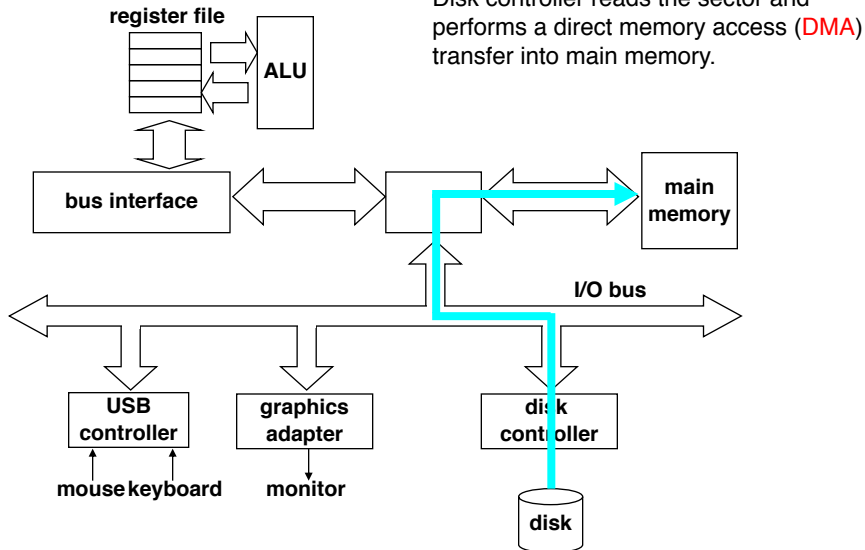 Disk controller reads the sector and
performs a direct memory access (DMA)
transfer into main memory.
register file
ALU
bus interface
main
memory
I/O bus
USB
controller
graphics
adapter
disk
controller
mouse keyboard
monitor
disk